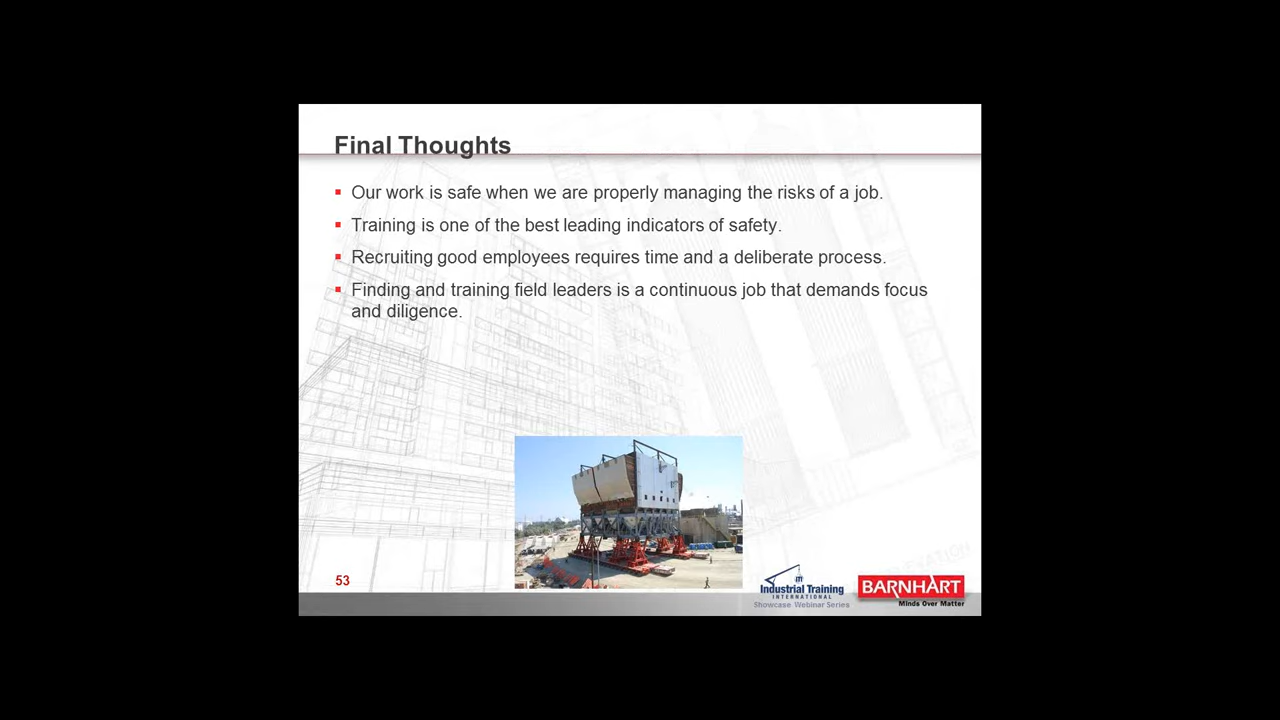 Final Thoughts
▪ Our work is safe when we are properly managing the risks of a job.
▪ Training is one of the best leading indicators of safety.
▪ Recruiting good employees requires time and a deliberate process.
▪ Finding and training field leaders is a continuous job that demands focus
and diligence.
53
Industrial Training
INTERNATIONAL
Showcase Webinar Series
BARNHART
Minds Over Matter